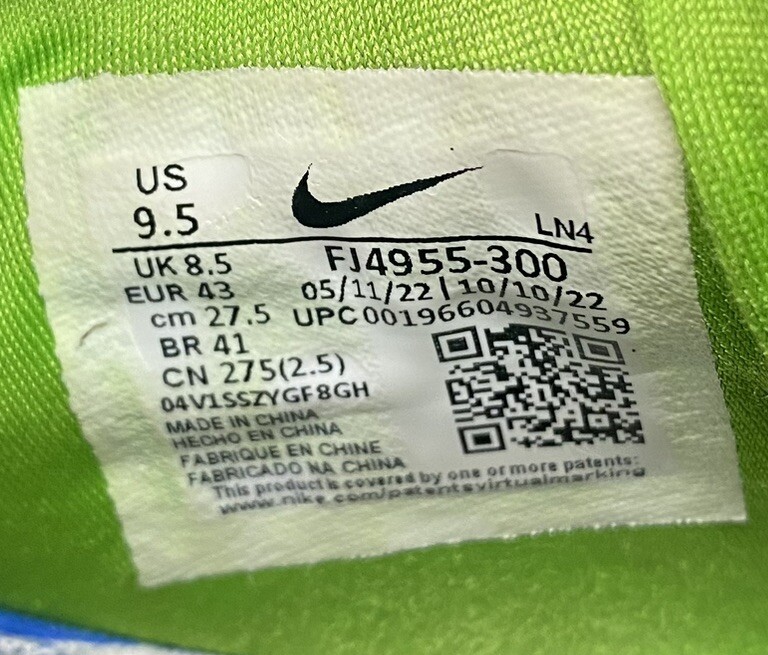 US
9.5
LN4
UK 8.5
FJ4955-300
EUR 43
05/11/22 | 10/10/22
cm 27.5
UPC 00196604937559
BR 41
CN 275(2.5)
04V1SSZYGF8GH
MADE IN CHINA
HECHO EN CHINA
FABRIQUE EN CHINE
FABRICADO NA CHINA
This product is covered by one or more patents:
www.nike.com/patentsvirtualmarking